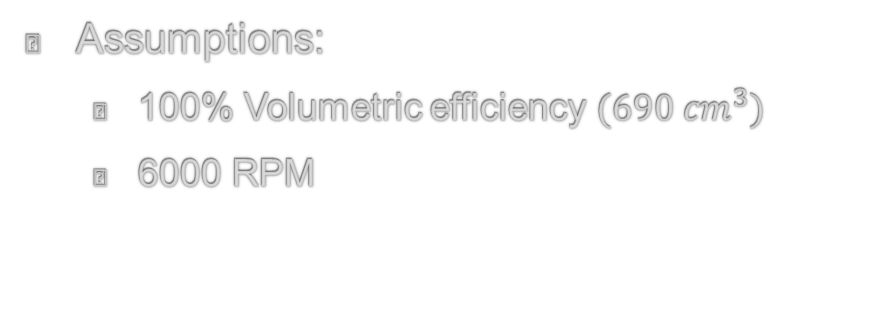 Assumptions:
100% Volumetric efficiency (690 cm³)
6000 RPM